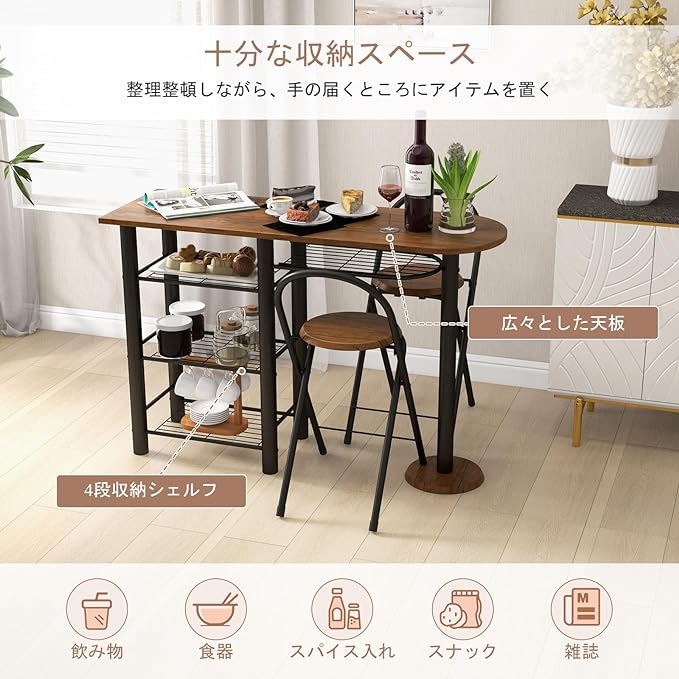 十分な収納スペース
整理整頓しながら、手の届くところにアイテムを置く
広々とした天板
4段収納シェルフ
M
飲み物
食器
スパイス入れ
スナック
雑誌